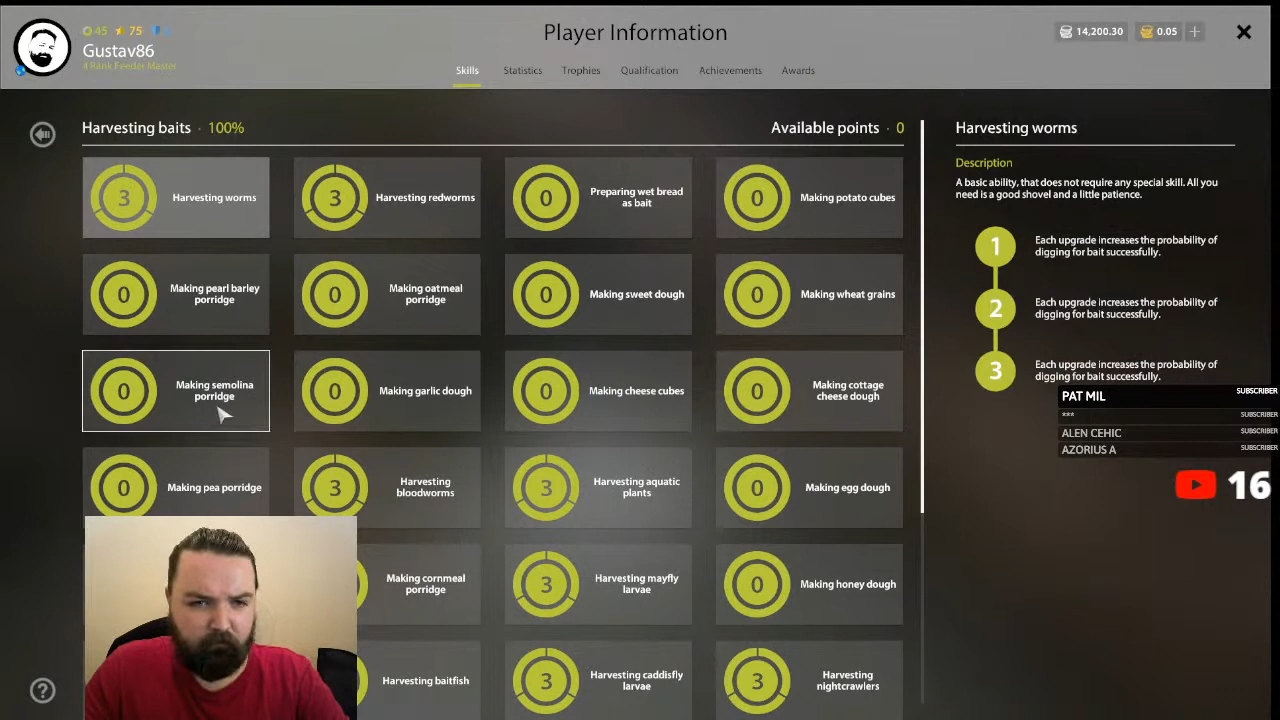 45 75
Player Information
14,200.30 0.05 +
Gustav86
4 Rank Feeder Master
Skills Statistics Trophies Qualification Achievements Awards
Harvesting baits · 100%
Available points · 0
Harvesting worms
3 Harvesting worms
3 Harvesting redworms
0 Preparing wet bread
as bait
0 Making potato cubes
0 Making pearl barley
porridge
0 Making oatmeal
porridge
0 Making sweet dough
0 Making wheat grains
0 Making semolina
porridge
0 Making garlic dough
0 Making cheese cubes
0 Making cottage
cheese dough
0 Making pea porridge
3 Harvesting
bloodworms
3 Harvesting aquatic
plants
0 Making egg dough
Making cornmeal
porridge
3 Harvesting mayfly
larvae
0 Making honey dough
Harvesting baitfish
3 Harvesting caddisfly
larvae
3 Harvesting
nightcrawlers
Description
A basic ability, that does not require any special skill. All you
need is a good shovel and a little patience.
1 Each upgrade increases the probability of
digging for bait successfully.
2 Each upgrade increases the probability of
digging for bait successfully.
3 Each upgrade increases the probability of
digging for bait successfully.
PAT MIL SUBSCRIBER
*** SUBSCRIBER
ALEN CEHIC SUBSCRIBER
AZORIUS A SUBSCRIBER
16
?